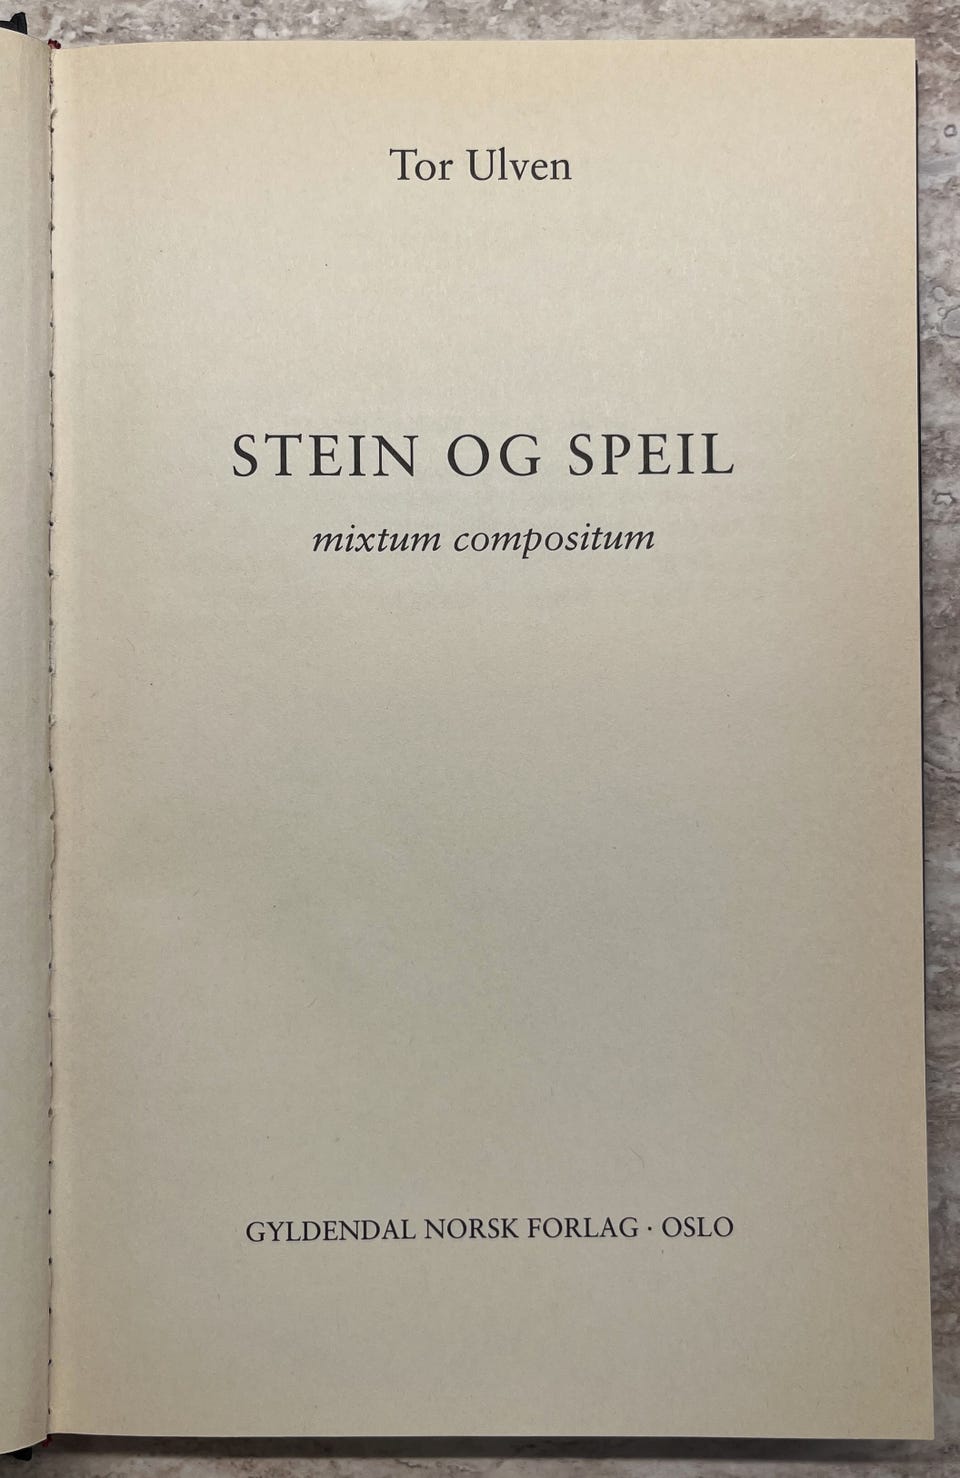 Tor Ulven
STEIN OG SPEIL
mixtum compositum
GYLDENDAL NORSK FORLAG · OSLO